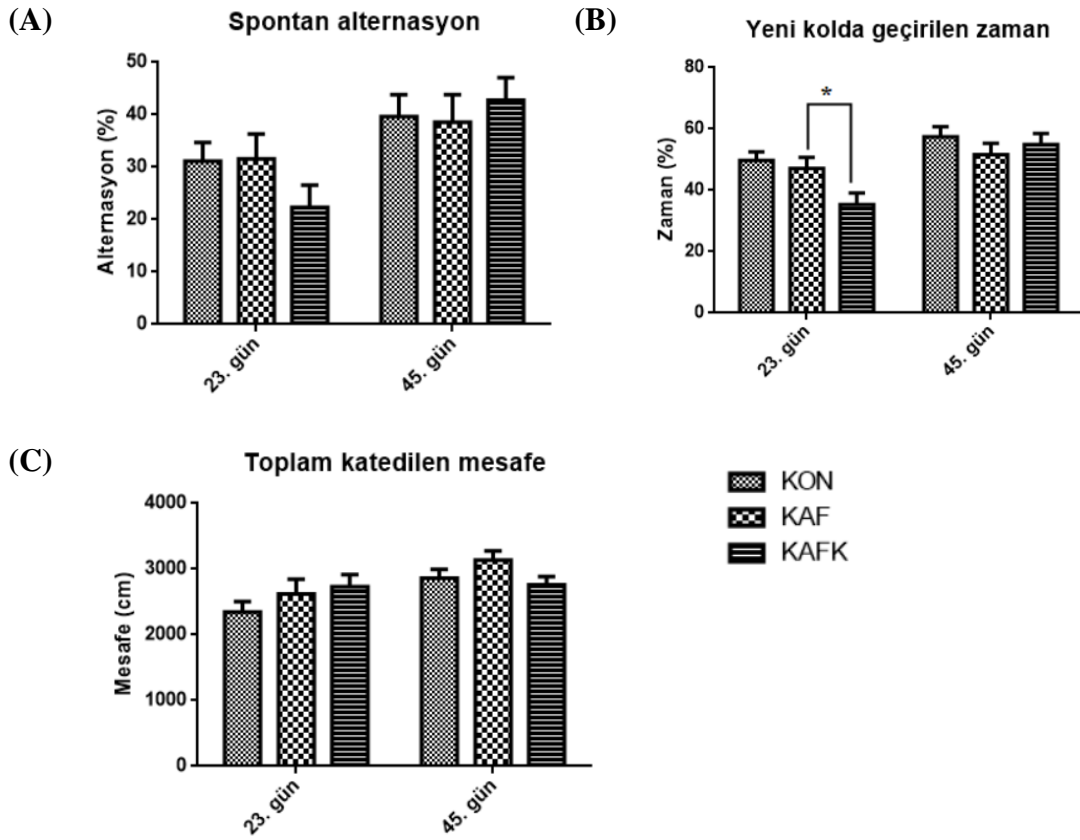 (A)
Spontan alternasyon
Alternasyon (%)
50
40
30
20
10
0
23. gün
45. gün
(B)
Yeni kolda geçirilen zaman
Zaman (%)
80
60
40
20
0
*
23. gün
45. gün
(C)
Toplam katedilen mesafe
Mesafe (cm)
4000
3000
2000
1000
0
23. gün
45. gün
KON
KAF
KAFK